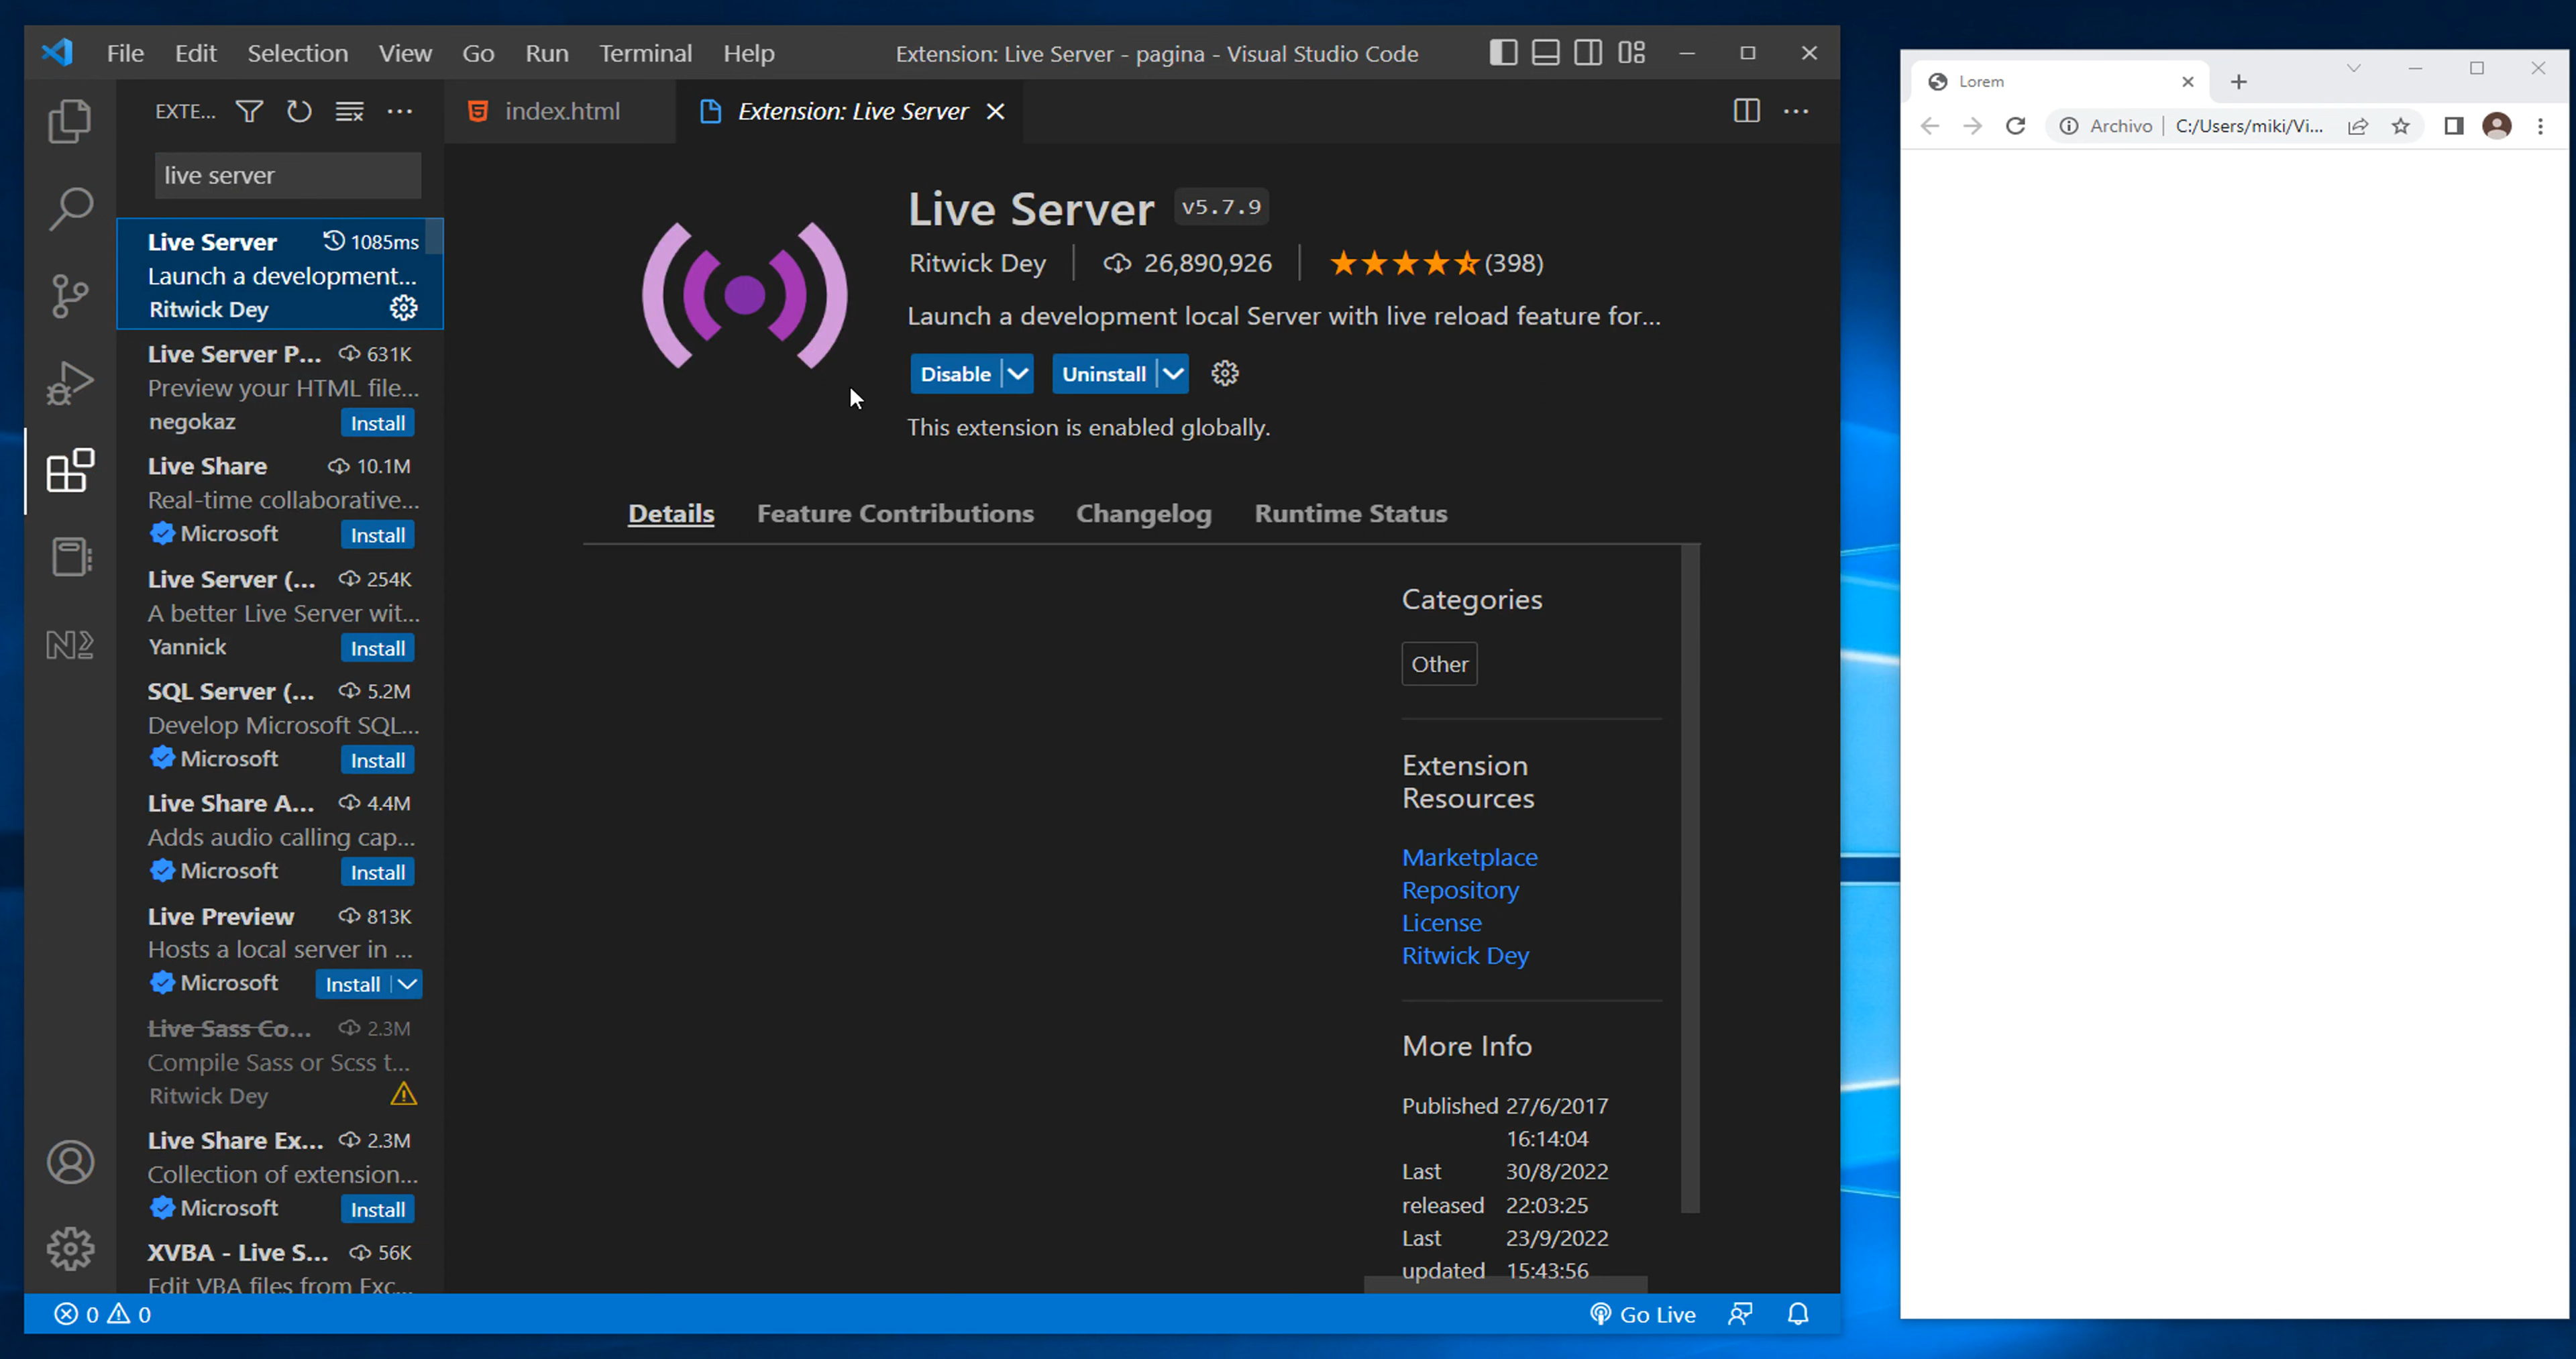 File Edit Selection View Go Run Terminal Help
Extension: Live Server - pagina - Visual Studio Code
EXTE...
index.html
Extension: Live Server
live server
Live Server 1085ms
Launch a development...
Ritwick Dey
Live Server P... 631K
Preview your HTML file...
negokaz Install
Live Share 10.1M
Real-time collaborative...
Microsoft Install
Live Server (... 254K
A better Live Server wit...
Yannick Install
SQL Server (... 5.2M
Develop Microsoft SQL...
Microsoft Install
Live Share A... 4.4M
Adds audio calling cap...
Microsoft Install
Live Preview 813K
Hosts a local server in ...
Microsoft Install
Live Sass Co... 2.3M
Compile Sass or Scss t...
Ritwick Dey
Live Share Ex... 2.3M
Collection of extension...
Microsoft Install
XVBA - Live S... 56K
Edit VBA files from Exc...
Live Server v5.7.9
Ritwick Dey 26,890,926 (398)
Launch a development local Server with live reload feature for...
Disable Uninstall
This extension is enabled globally.
Details Feature Contributions Changelog Runtime Status
Categories
Other
Extension
Resources
Marketplace
Repository
License
Ritwick Dey
More Info
Published 27/6/2017
16:14:04
Last 30/8/2022
released 22:03:25
Last 23/9/2022
updated 15:43:56
0 0
Go Live
Lorem
Archivo C:/Users/miki/Vi...